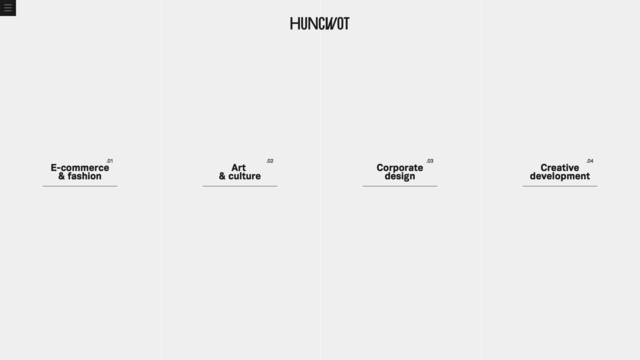 HUNCWOT
.01
E-commerce
& fashion
.02
Art
& culture
.03
Corporate
design
.04
Creative
development